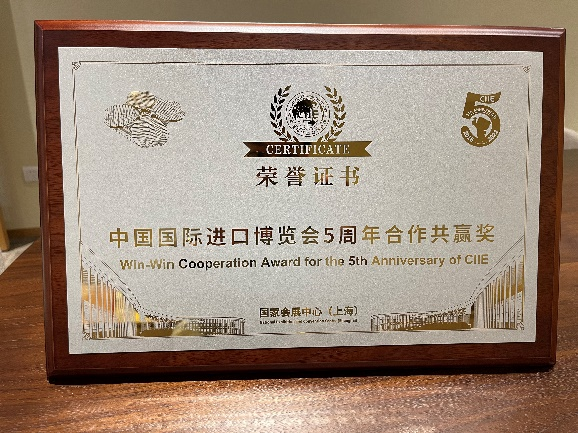 CIIE
CERTIFICATE
荣誉证书
中国国际进口博览会5周年合作共赢奖
Win-Win Cooperation Award for the 5th Anniversary of CIIE
国家会展中心（上海）